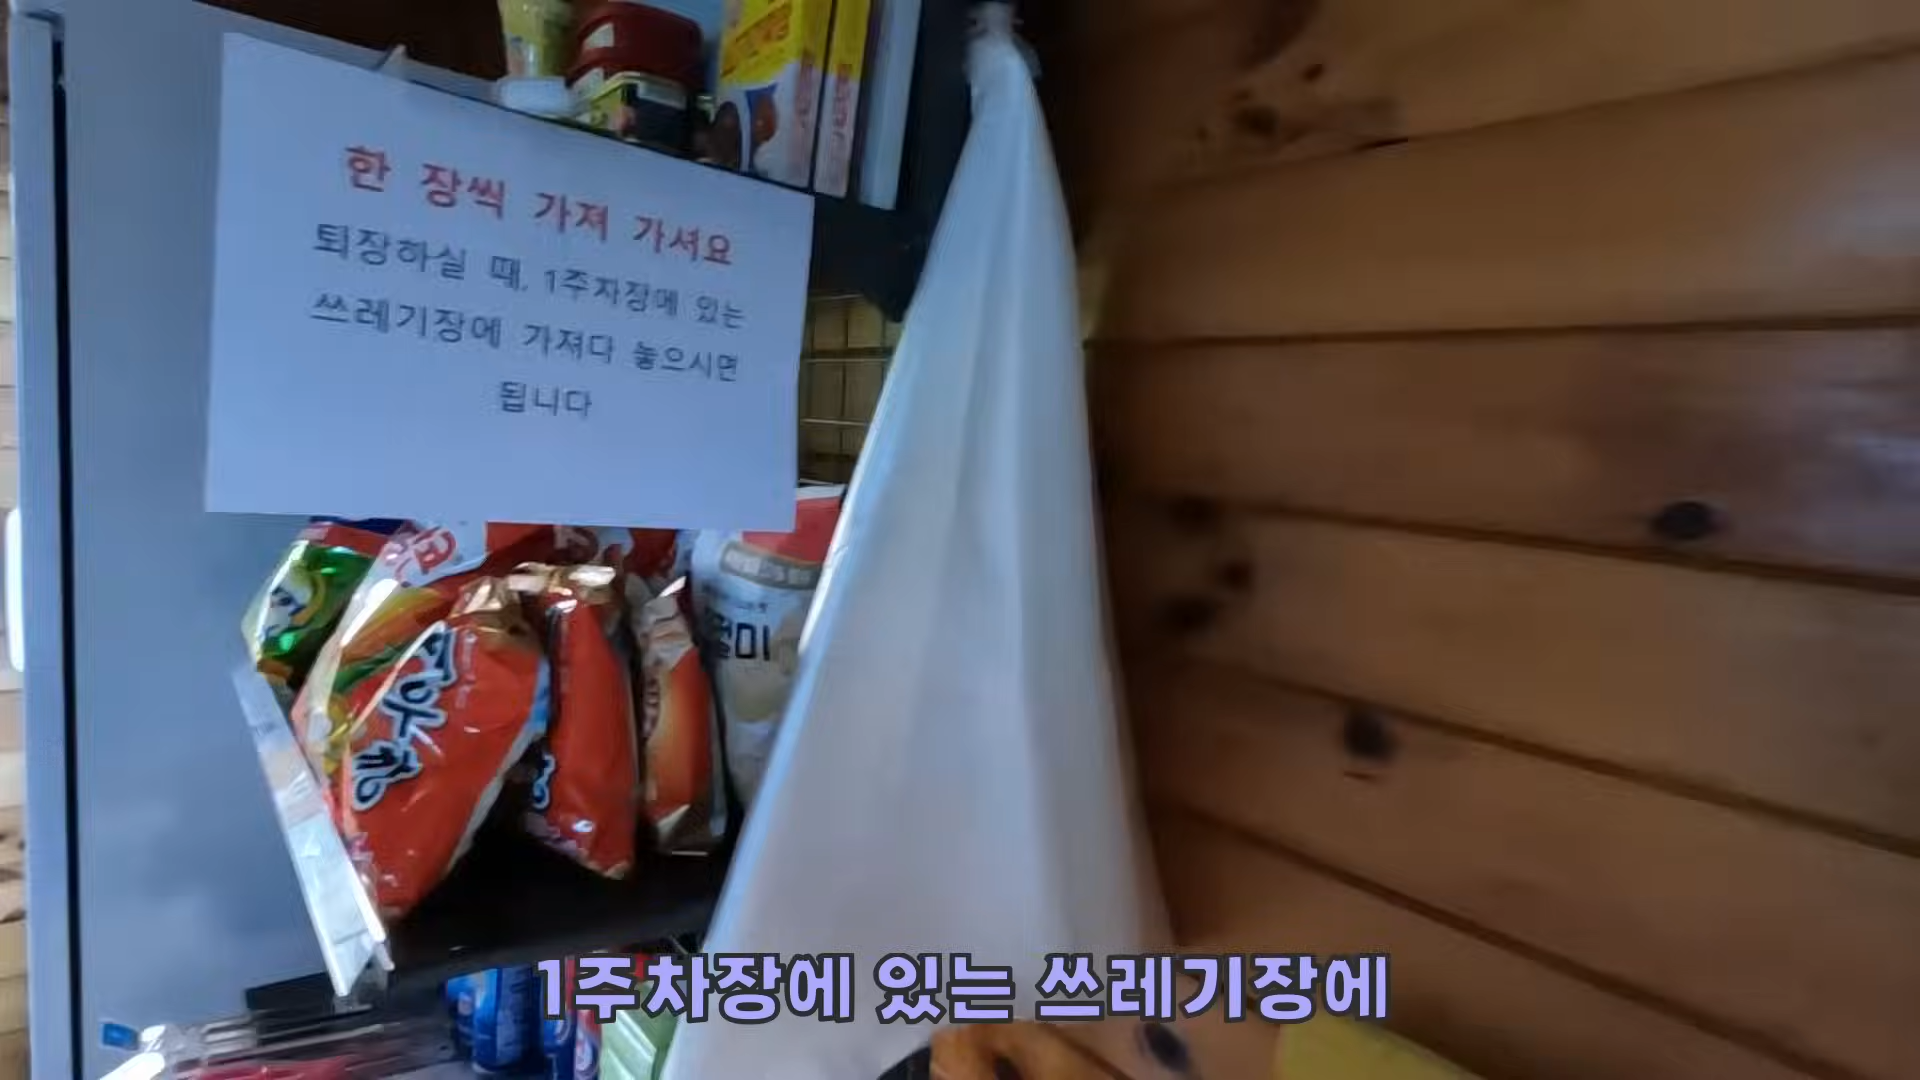 한 장씩 가져 가셔요
퇴장하실 때, 1주차장에 있는
쓰레기장에 가져다 놓으시면
됩니다
새우깡
1주차장에 있는 쓰레기장에